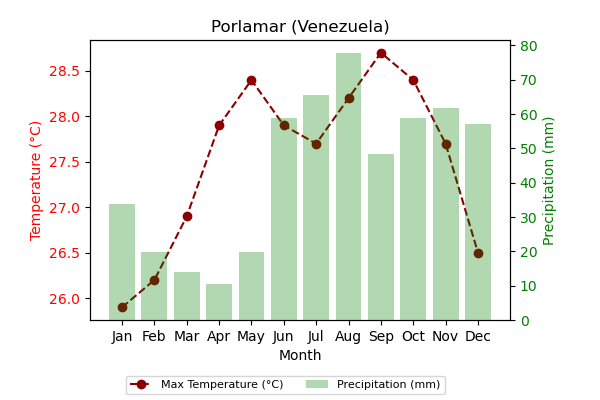 Porlamar (Venezuela)
Temperature (°C)
28.5
28.0
27.5
27.0
26.5
26.0
80
70
60
50
40
30
20
10
0
Precipitation (mm)
Jan Feb Mar Apr May Jun Jul Aug Sep Oct Nov Dec
Month
Max Temperature (°C) Precipitation (mm)